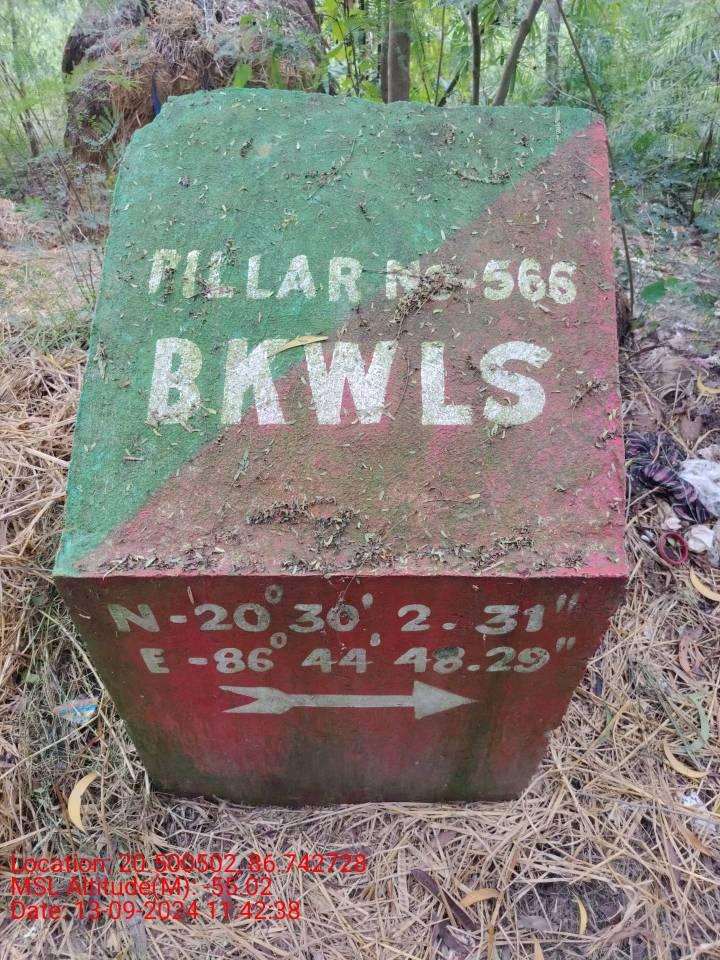 PILLAR No-566
BKWLS
N-20° 30' 2.31"
E-86° 44' 48.29"
Location: 20.500502, 86.742728
MSL Altitude(M): -55.02
Date: 13-09-2024 11:42:38